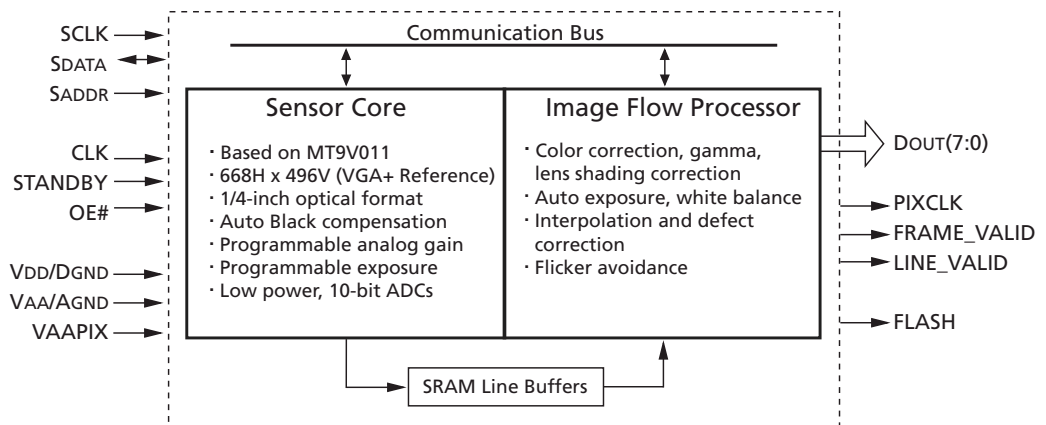 SCLK
SDATA
SADDR
CLK
STANDBY
OE#
VDD/DGND
VAA/AGND
VAAPIX
Communication Bus
Sensor Core
· Based on MT9V011
· 668H x 496V (VGA+ Reference)
· 1/4-inch optical format
· Auto Black compensation
· Programmable analog gain
· Programmable exposure
· Low power, 10-bit ADCs
Image Flow Processor
· Color correction, gamma,
lens shading correction
· Auto exposure, white balance
· Interpolation and defect
correction
· Flicker avoidance
SRAM Line Buffers
DOUT(7:0)
PIXCLK
FRAME_VALID
LINE_VALID
FLASH